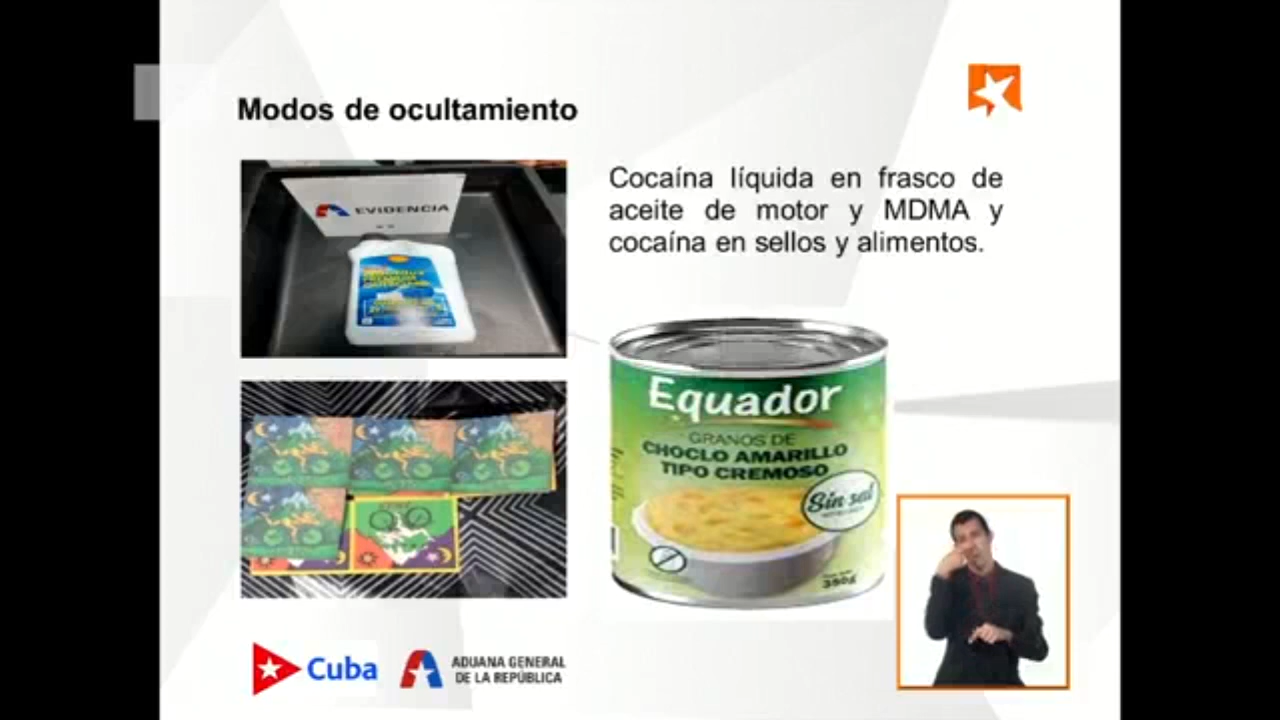 Modos de ocultamiento
EVIDENCIA
Cocaína líquida en frasco de
aceite de motor y MDMA y
cocaína en sellos y alimentos.
Equador
GRANOS DE
CHOCLO AMARILLO
TIPO CREMOSO
Sin sal
350g
Cuba
ADUANA GENERAL
DE LA REPÚBLICA